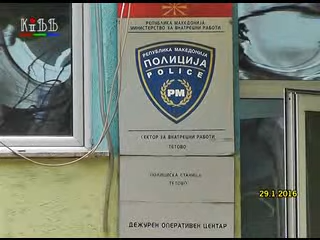 КИСС
РЕПУБЛИКА МАКЕДОНИЈА
МИНИСТЕРСТВО ЗА ВНАТРЕШНИ РАБОТИ
РЕПУБЛИКА МАКЕДОНИЈА
ПОЛИЦИЈА
POLICE
РМ
СЕКТОР ЗА ВНАТРЕШНИ РАБОТИ
ТЕТОВО
ПОЛИЦИСКА СТАНИЦА
ТЕТОВО
29.1.2016
ДЕЖУРЕН ОПЕРАТИВЕН ЦЕНТАР